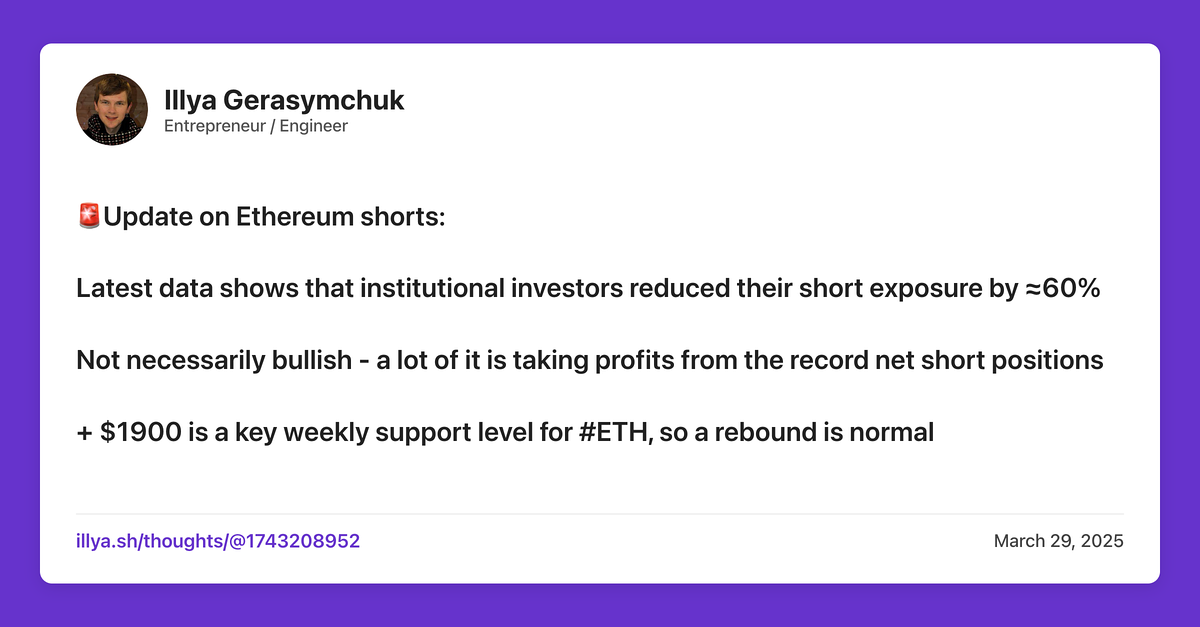 Illya Gerasymchuk
Entrepreneur / Engineer
🚨Update on Ethereum shorts:
Latest data shows that institutional investors reduced their short exposure by ≈60%
Not necessarily bullish - a lot of it is taking profits from the record net short positions
+ $1900 is a key weekly support level for #ETH, so a rebound is normal
illya.sh/thoughts/@1743208952
March 29, 2025